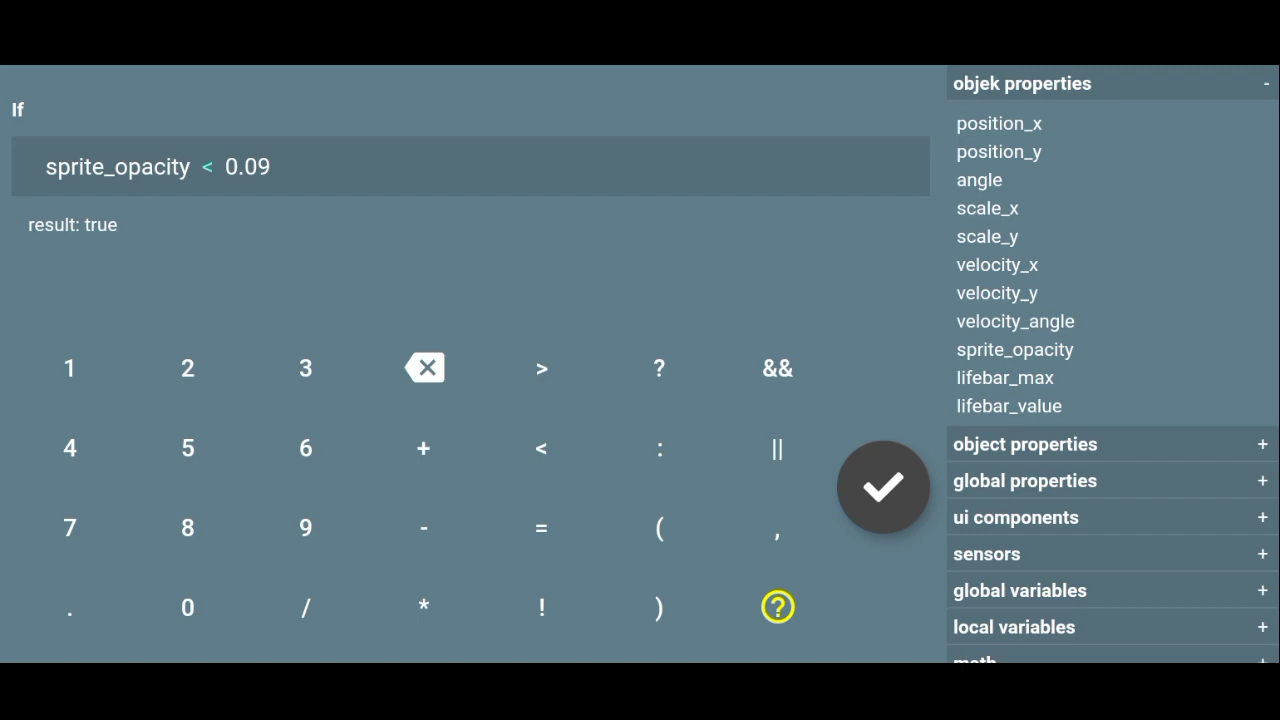 If
sprite_opacity < 0.09
result: true
1 2 3 > ? &&
4 5 6 + < : ||
7 8 9 - = ( ,
. 0 / * ! ) ?
objek properties -
position_x
position_y
angle
scale_x
scale_y
velocity_x
velocity_y
velocity_angle
sprite_opacity
lifebar_max
lifebar_value
object properties +
global properties +
ui components +
sensors +
global variables +
local variables +
math +